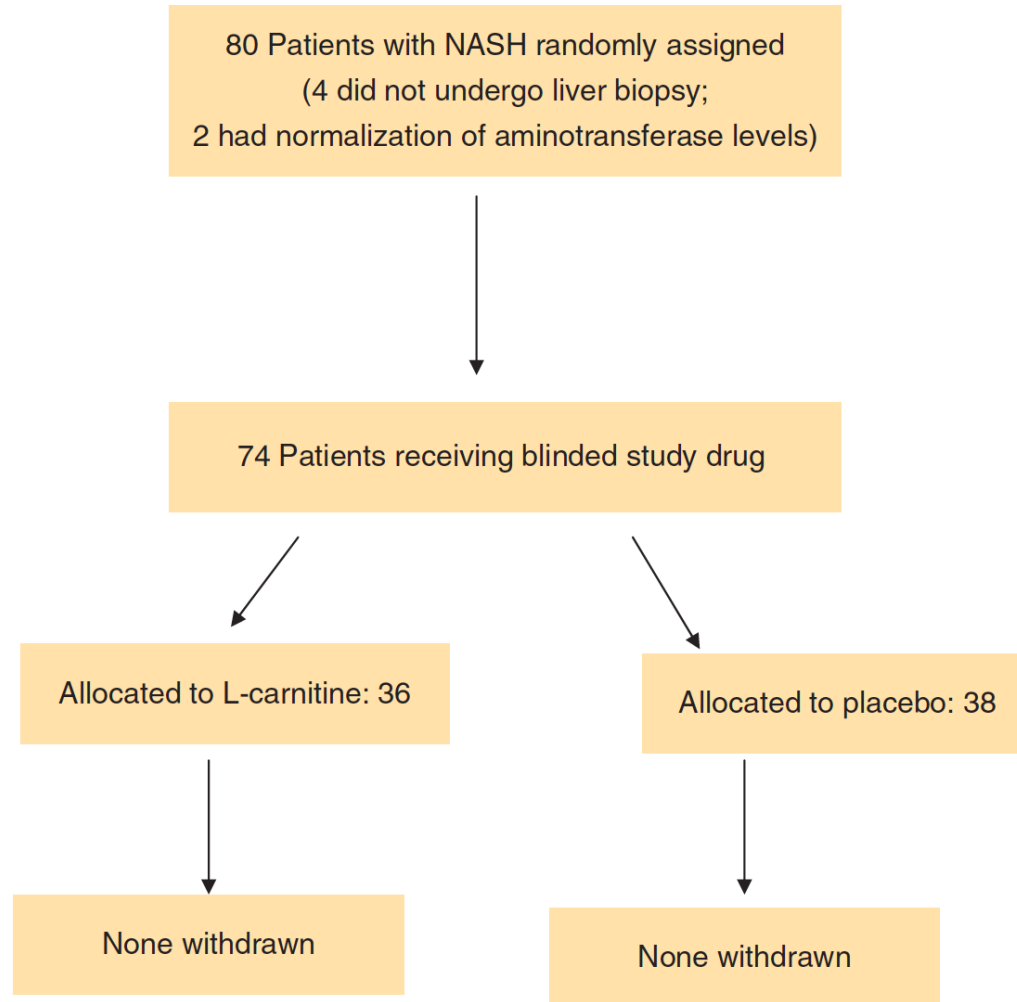 80 Patients with NASH randomly assigned
(4 did not undergo liver biopsy;
2 had normalization of aminotransferase levels)
74 Patients receiving blinded study drug
Allocated to L-carnitine: 36
Allocated to placebo: 38
None withdrawn
None withdrawn